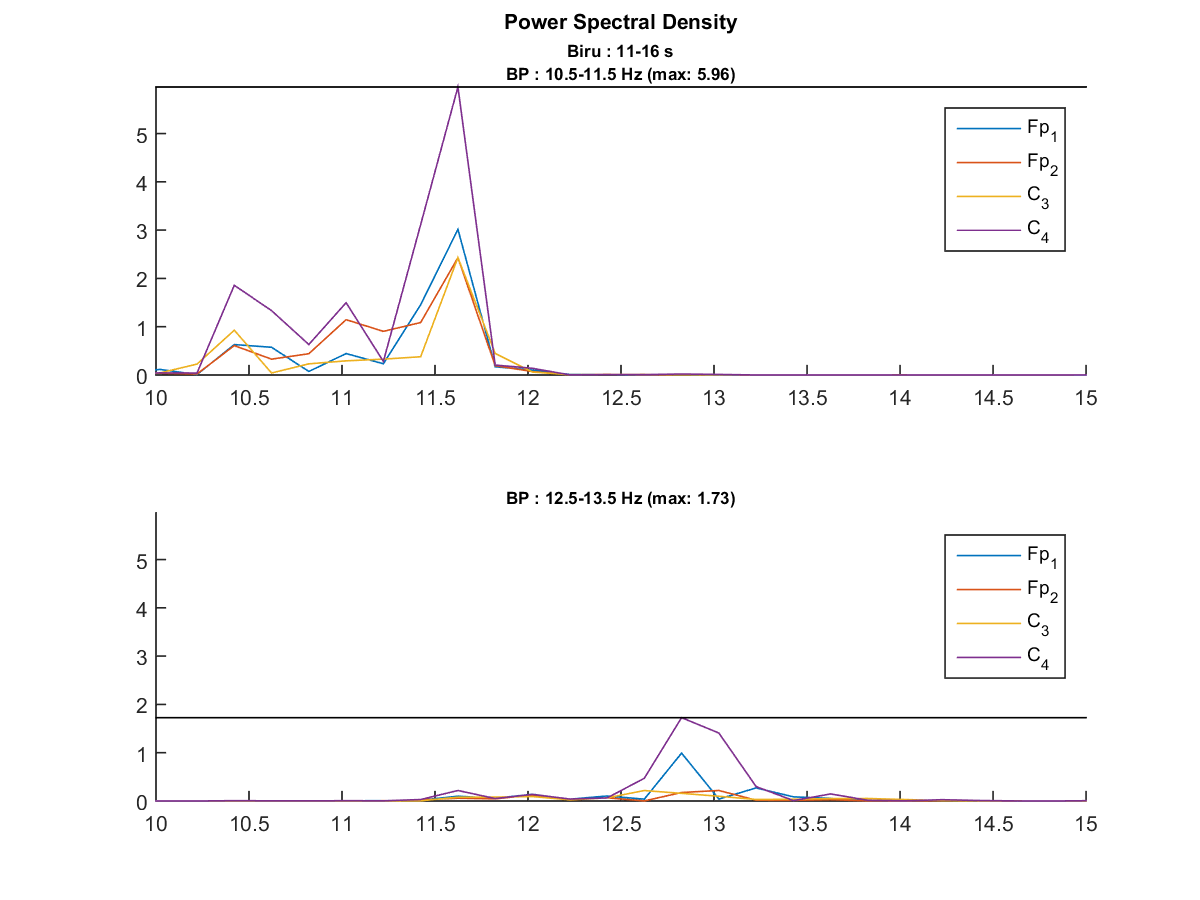 Power Spectral Density
Biru : 11-16 s
BP : 10.5-11.5 Hz (max: 5.96)
5
4
3
2
1
0
10 10.5 11 11.5 12 12.5 13 13.5 14 14.5 15
Fp1
Fp2
C3
C4
BP : 12.5-13.5 Hz (max: 1.73)
5
4
3
2
1
0
10 10.5 11 11.5 12 12.5 13 13.5 14 14.5 15
Fp1
Fp2
C3
C4